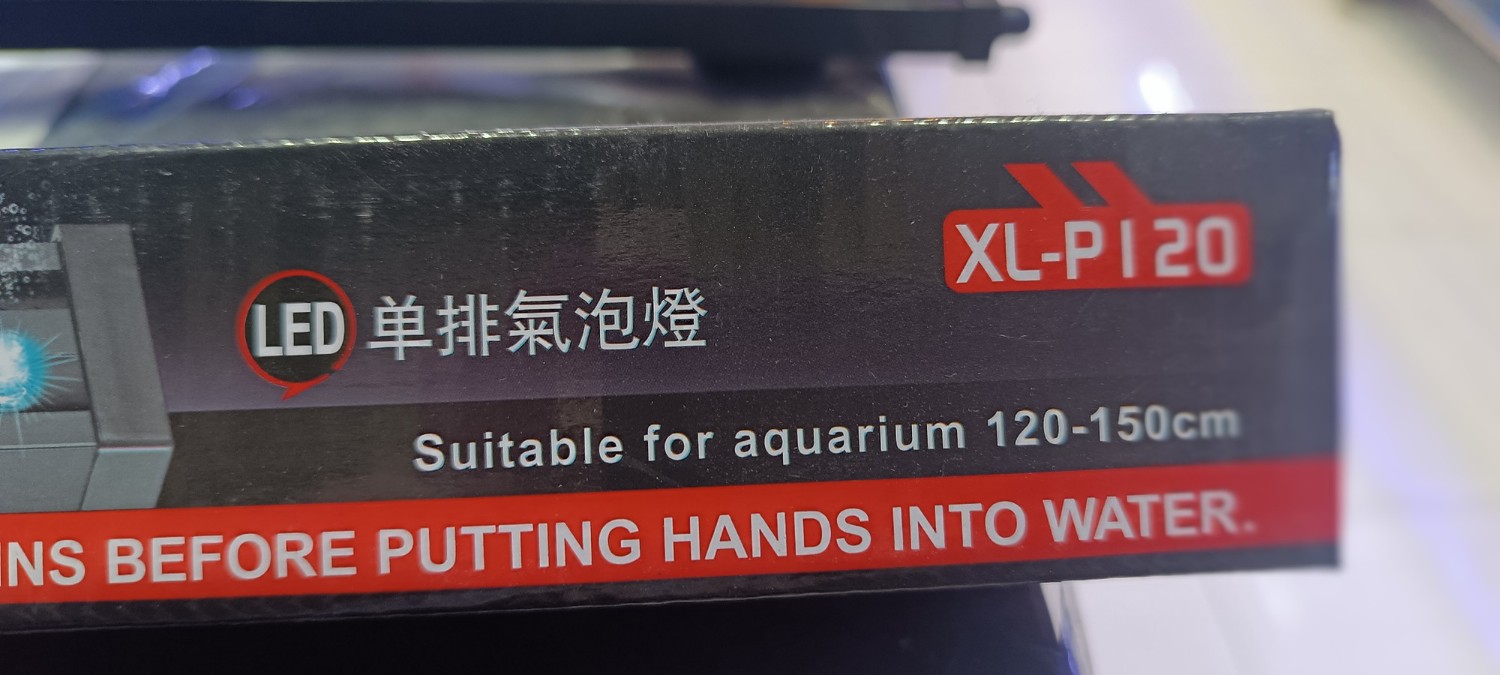 XL-P120
LED 单排氣泡燈
Suitable for aquarium 120-150cm
BEFORE PUTTING HANDS INTO WATER.